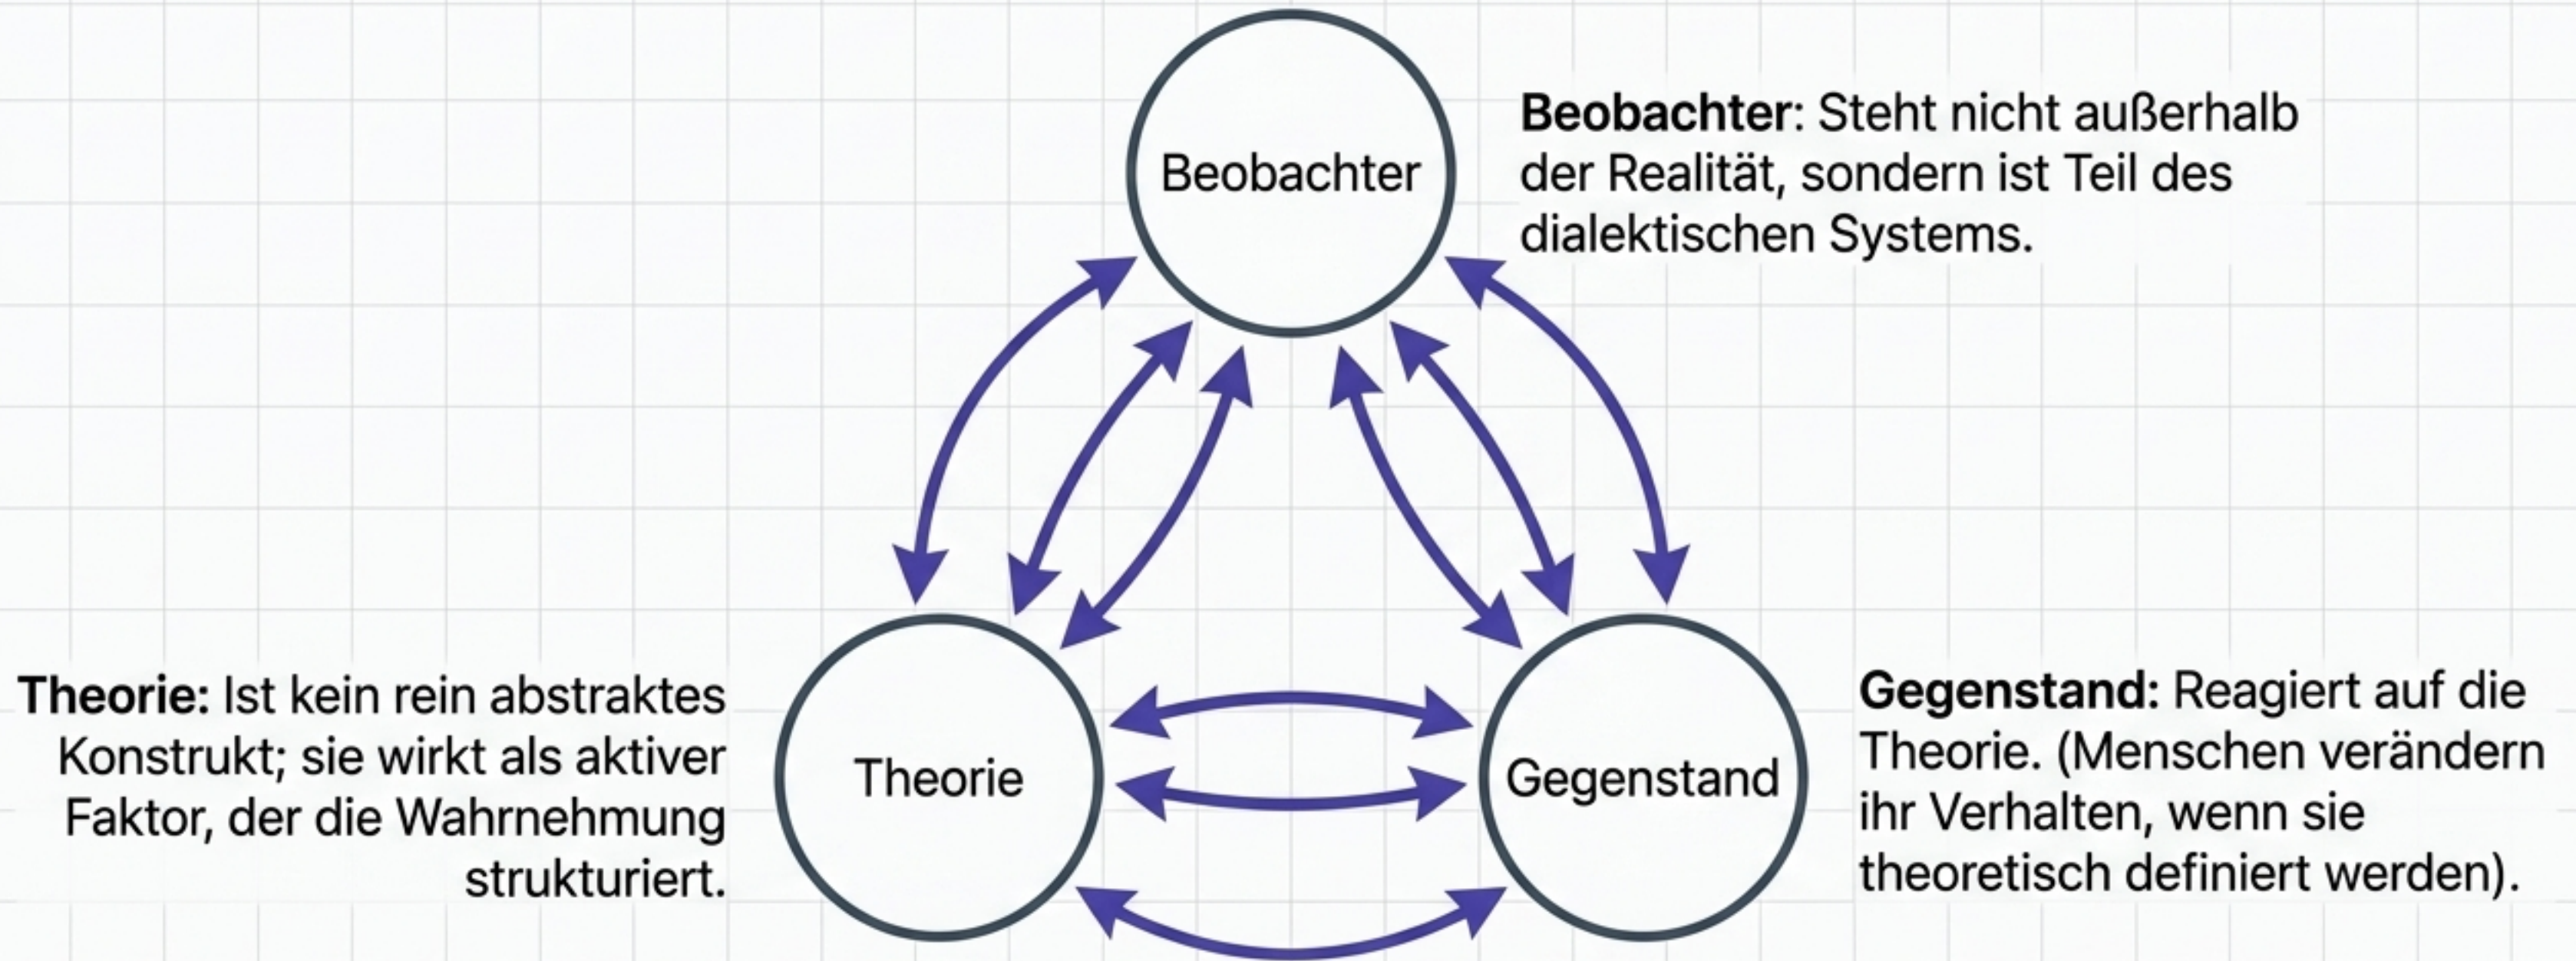 Beobachter
Beobachter: Steht nicht außerhalb
der Realität, sondern ist Teil des
dialektischen Systems.
Theorie: Ist kein rein abstraktes
Konstrukt; sie wirkt als aktiver
Faktor, der die Wahrnehmung
strukturiert.
Theorie
Gegenstand
Gegenstand: Reagiert auf die
Theorie. (Menschen verändern
ihr Verhalten, wenn sie
theoretisch definiert werden).